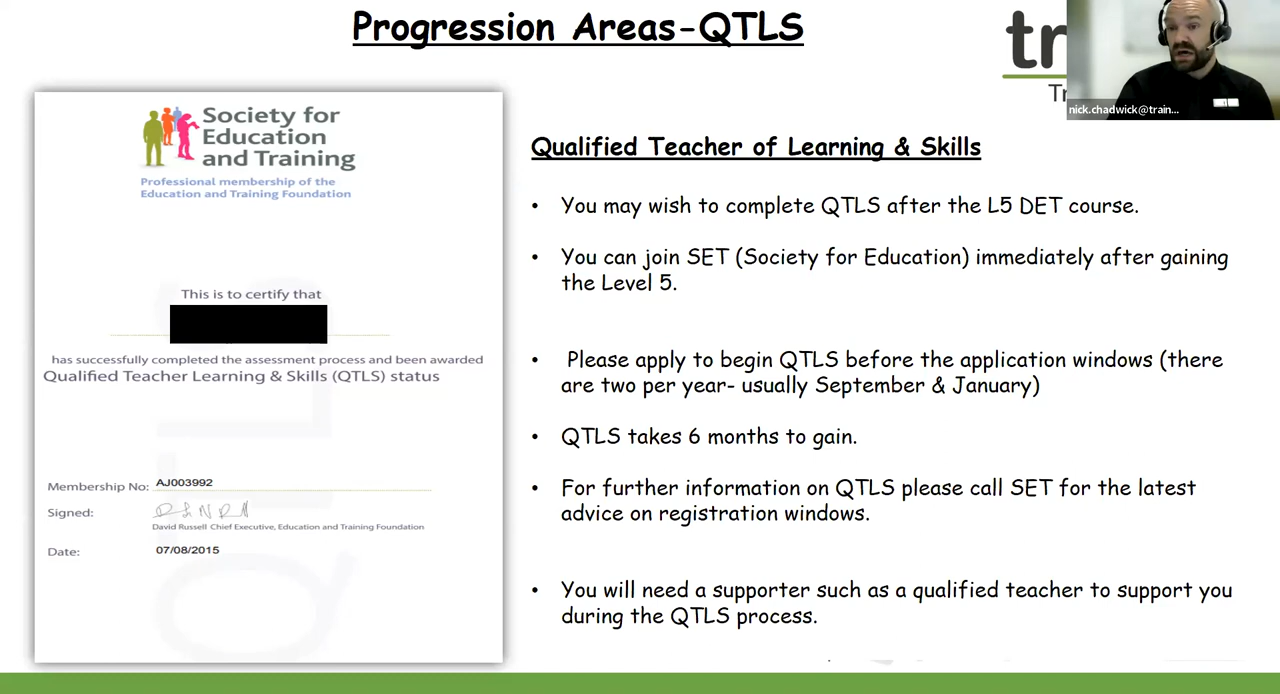 Progression Areas-QTLS
nick.chadwick@train...
Society for
Education
and Training
Professional membership of the
Education and Training Foundation
This is to certify that
has successfully completed the assessment process and been awarded
Qualified Teacher Learning & Skills (QTLS) status
Membership No: AJ003992
Signed:
David Russell Chief Executive, Education and Training Foundation
Date: 07/08/2015
Qualified Teacher of Learning & Skills
• You may wish to complete QTLS after the L5 DET course.
• You can join SET (Society for Education) immediately after gaining
the Level 5.
• Please apply to begin QTLS before the application windows (there
are two per year- usually September & January)
• QTLS takes 6 months to gain.
• For further information on QTLS please call SET for the latest
advice on registration windows.
• You will need a supporter such as a qualified teacher to support you
during the QTLS process.